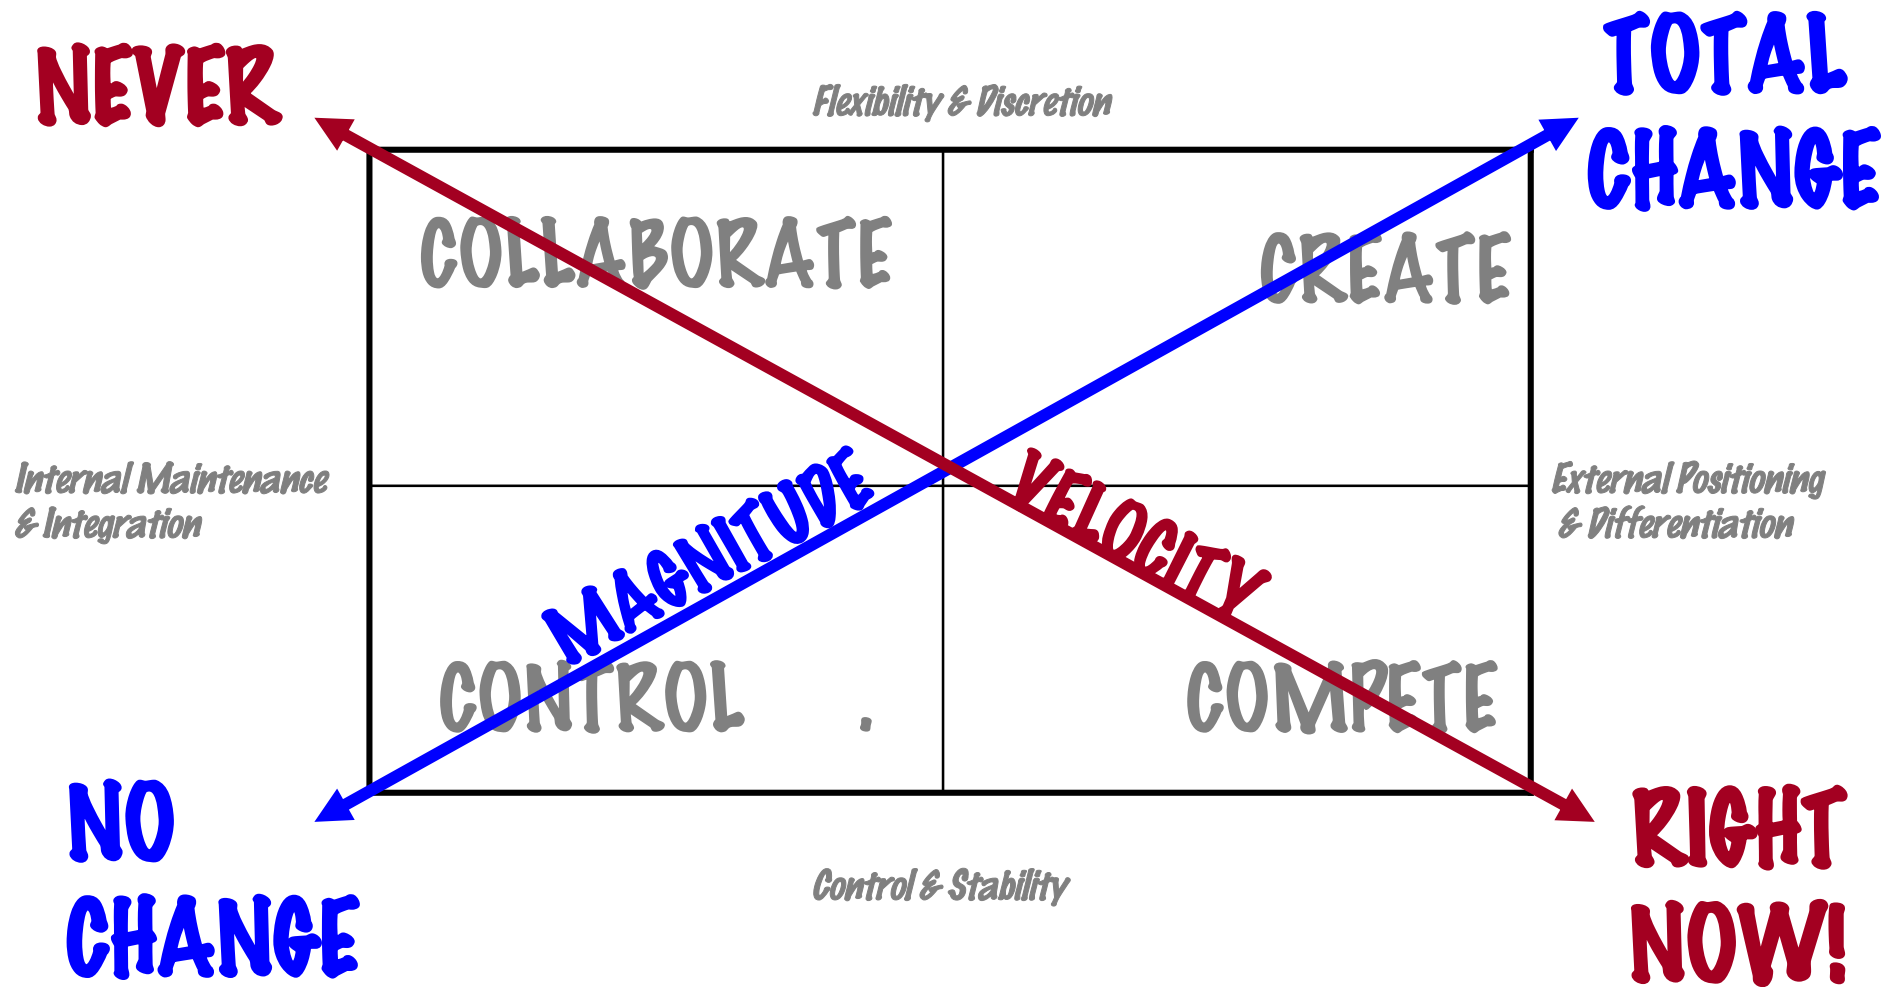 NEVER
TOTAL
CHANGE
Flexibility & Discretion
COLLABORATE
CREATE
Internal Maintenance
& Integration
MAGNITUDE
VELOCITY
External Positioning
& Differentiation
CONTROL .
COMPETE
NO
CHANGE
Control & Stability
RIGHT
NOW!